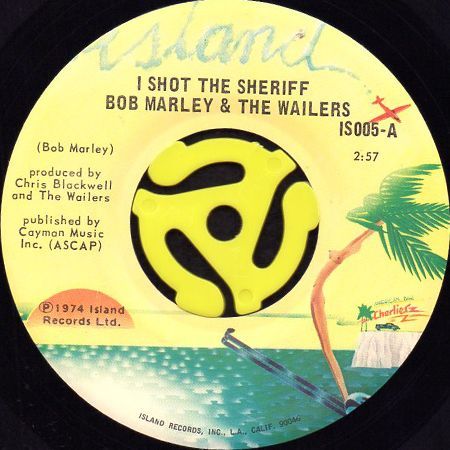 island
I SHOT THE SHERIFF
BOB MARLEY & THE WAILERS
IS005-A
(Bob Marley)
2:57
produced by
Chris Blackwell
and The Wailers
published by
Cayman Music
Inc. (ASCAP)
℗1974 Island
Records Ltd.
Charlie's
ISLAND RECORDS, INC., L.A., CALIF. 90046